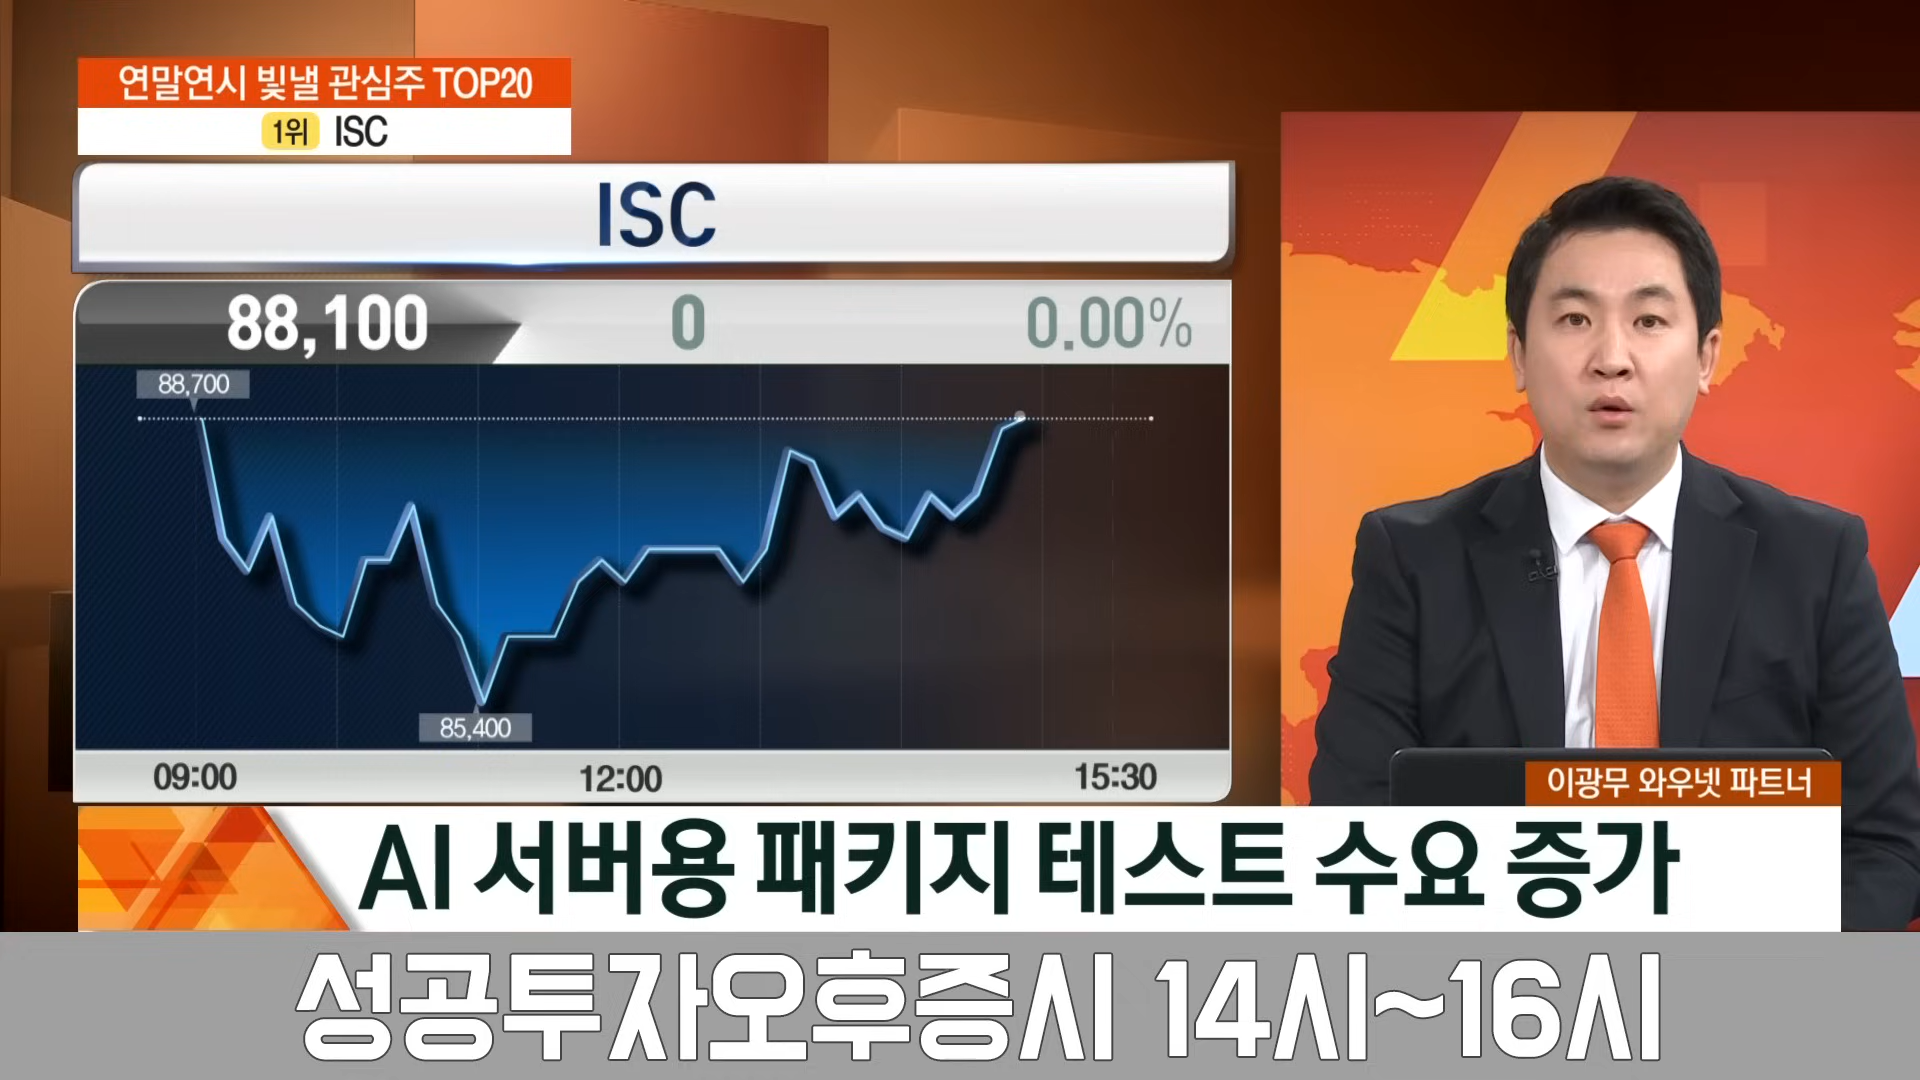 연말연시 빛낼 관심주 TOP20
1위 ISC
ISC
88,100 0 0.00%
88,700
85,400
09:00 12:00 15:30
이광무 와우넷 파트너
AI 서버용 패키지 테스트 수요 증가
성공투자오후증시 14시~16시